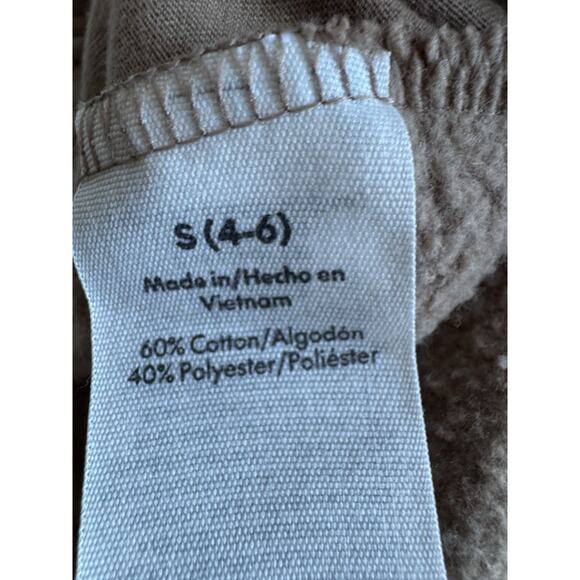 S (4-6)
Made in/Hecho en
Vietnam
60% Cotton/Algodón
40% Polyester/Poliéster